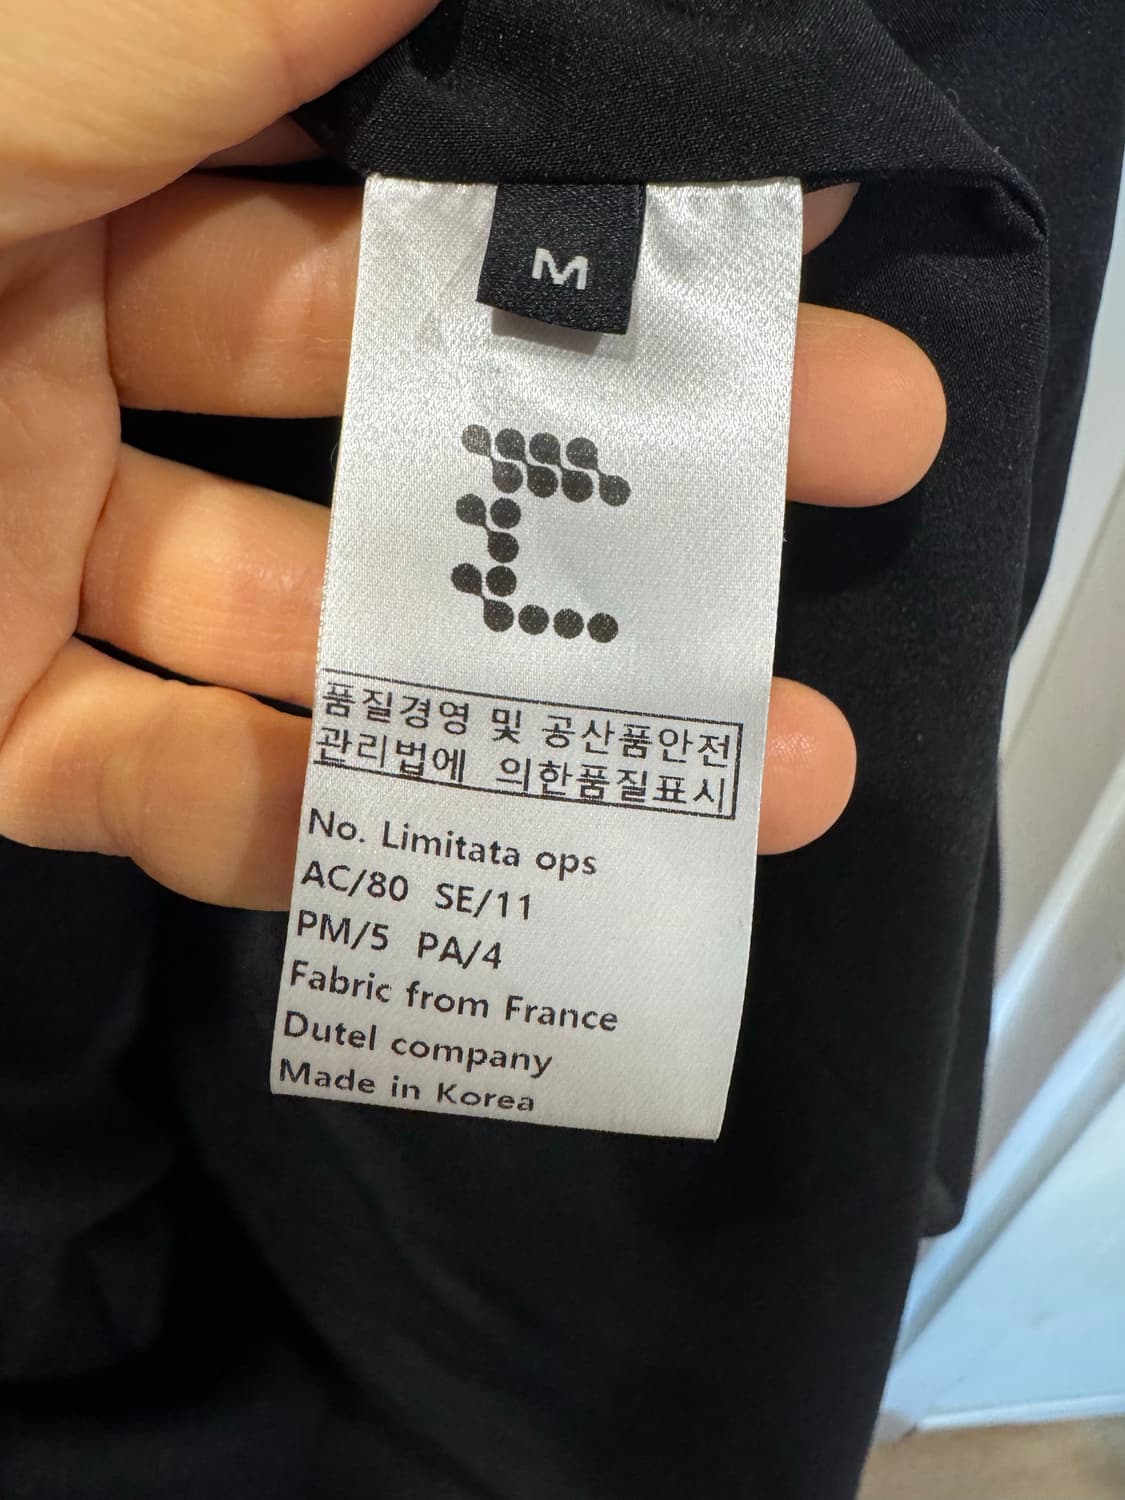 M
품질경영 및 공산품안전
관리법에 의한품질표시
No. Limitata ops
AC/80 SE/11
PM/5 PA/4
Fabric from France
Dutel company
Made in Korea